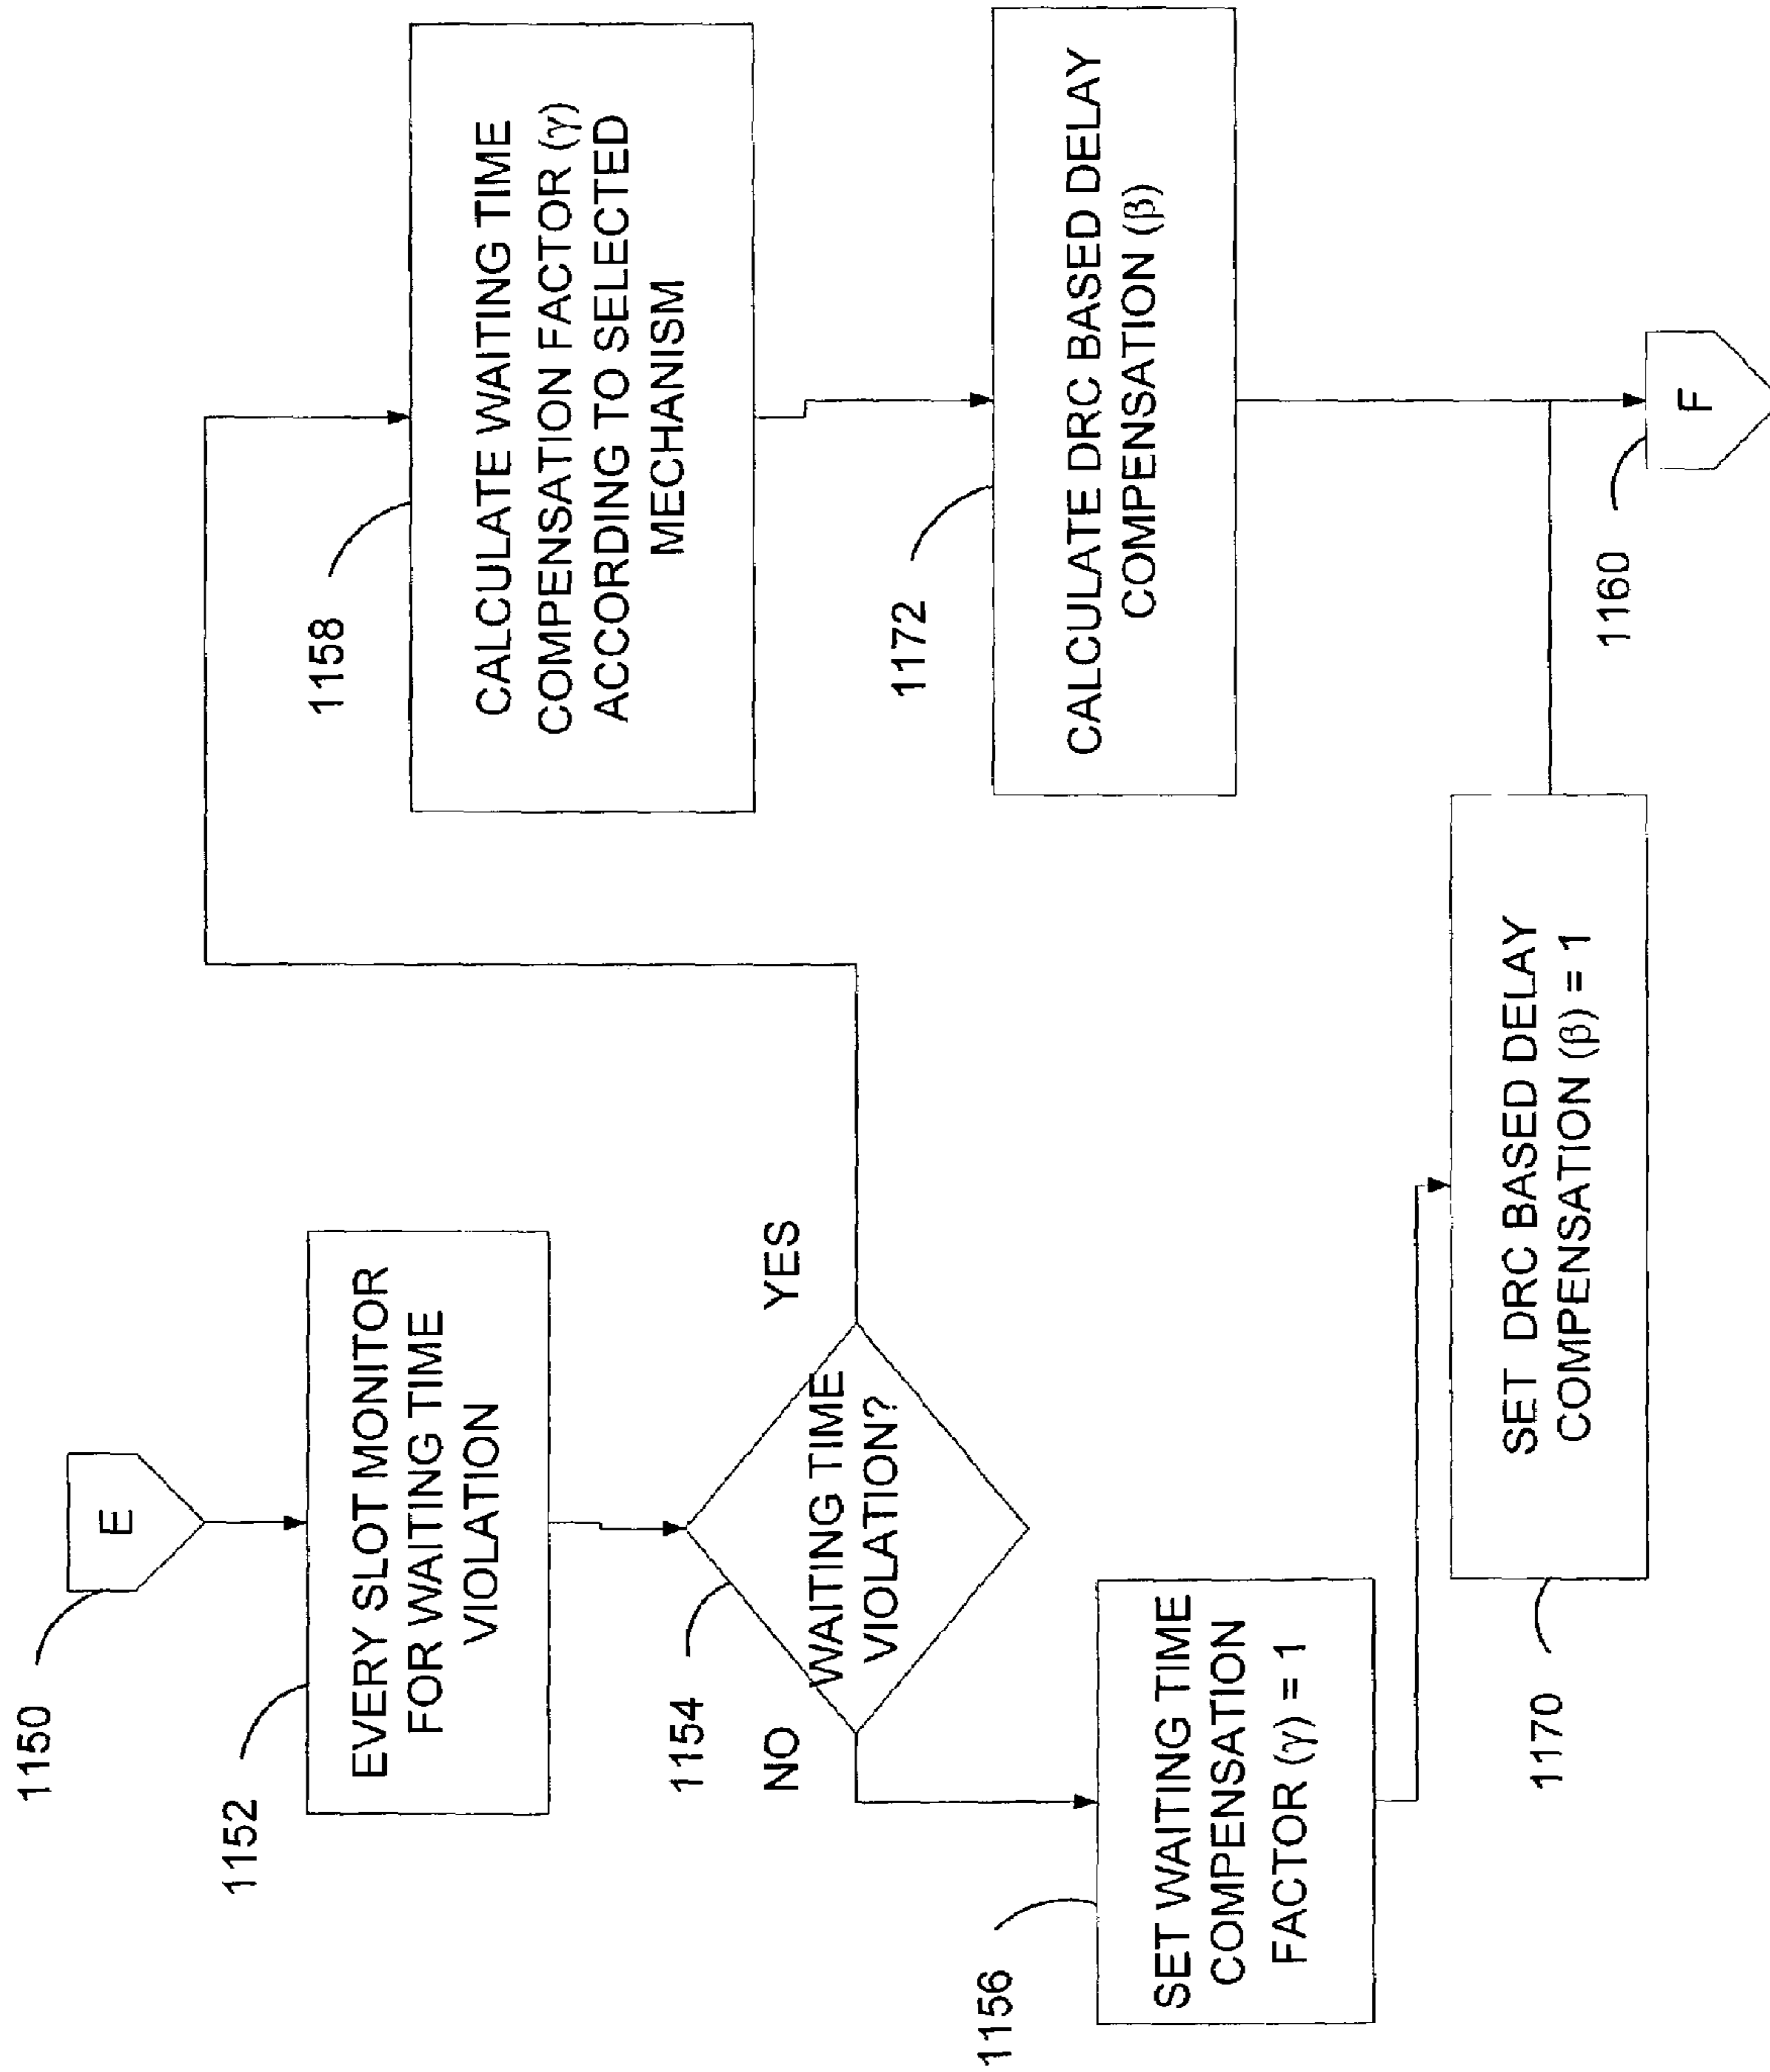 1150
E
1152
EVERY SLOT MONITOR
FOR WAITING TIME
VIOLATION
1154
WAITING TIME
VIOLATION?
NO
YES
1156
SET WAITING TIME
COMPENSATION
FACTOR (γ) = 1
1170
SET DRC BASED DELAY
COMPENSATION (β) = 1
1158
CALCULATE WAITING TIME
COMPENSATION FACTOR (γ)
ACCORDING TO SELECTED
MECHANISM
1172
CALCULATE DRC BASED DELAY
COMPENSATION (β)
1160
F